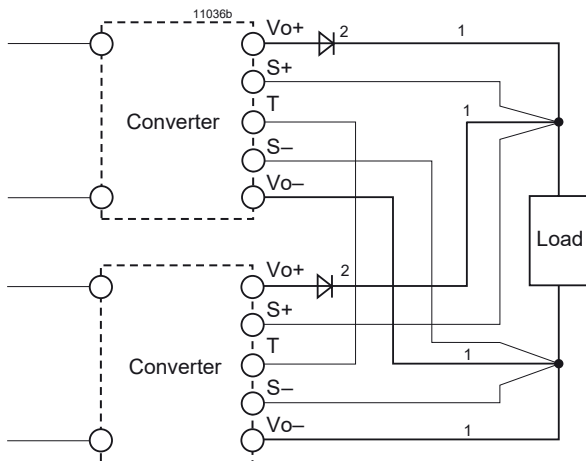 11036b
Vo+
2
1
S+
T
1
Converter
S–
Vo–
Load
Vo+
2
S+
T
1
Converter
S–
Vo–
1